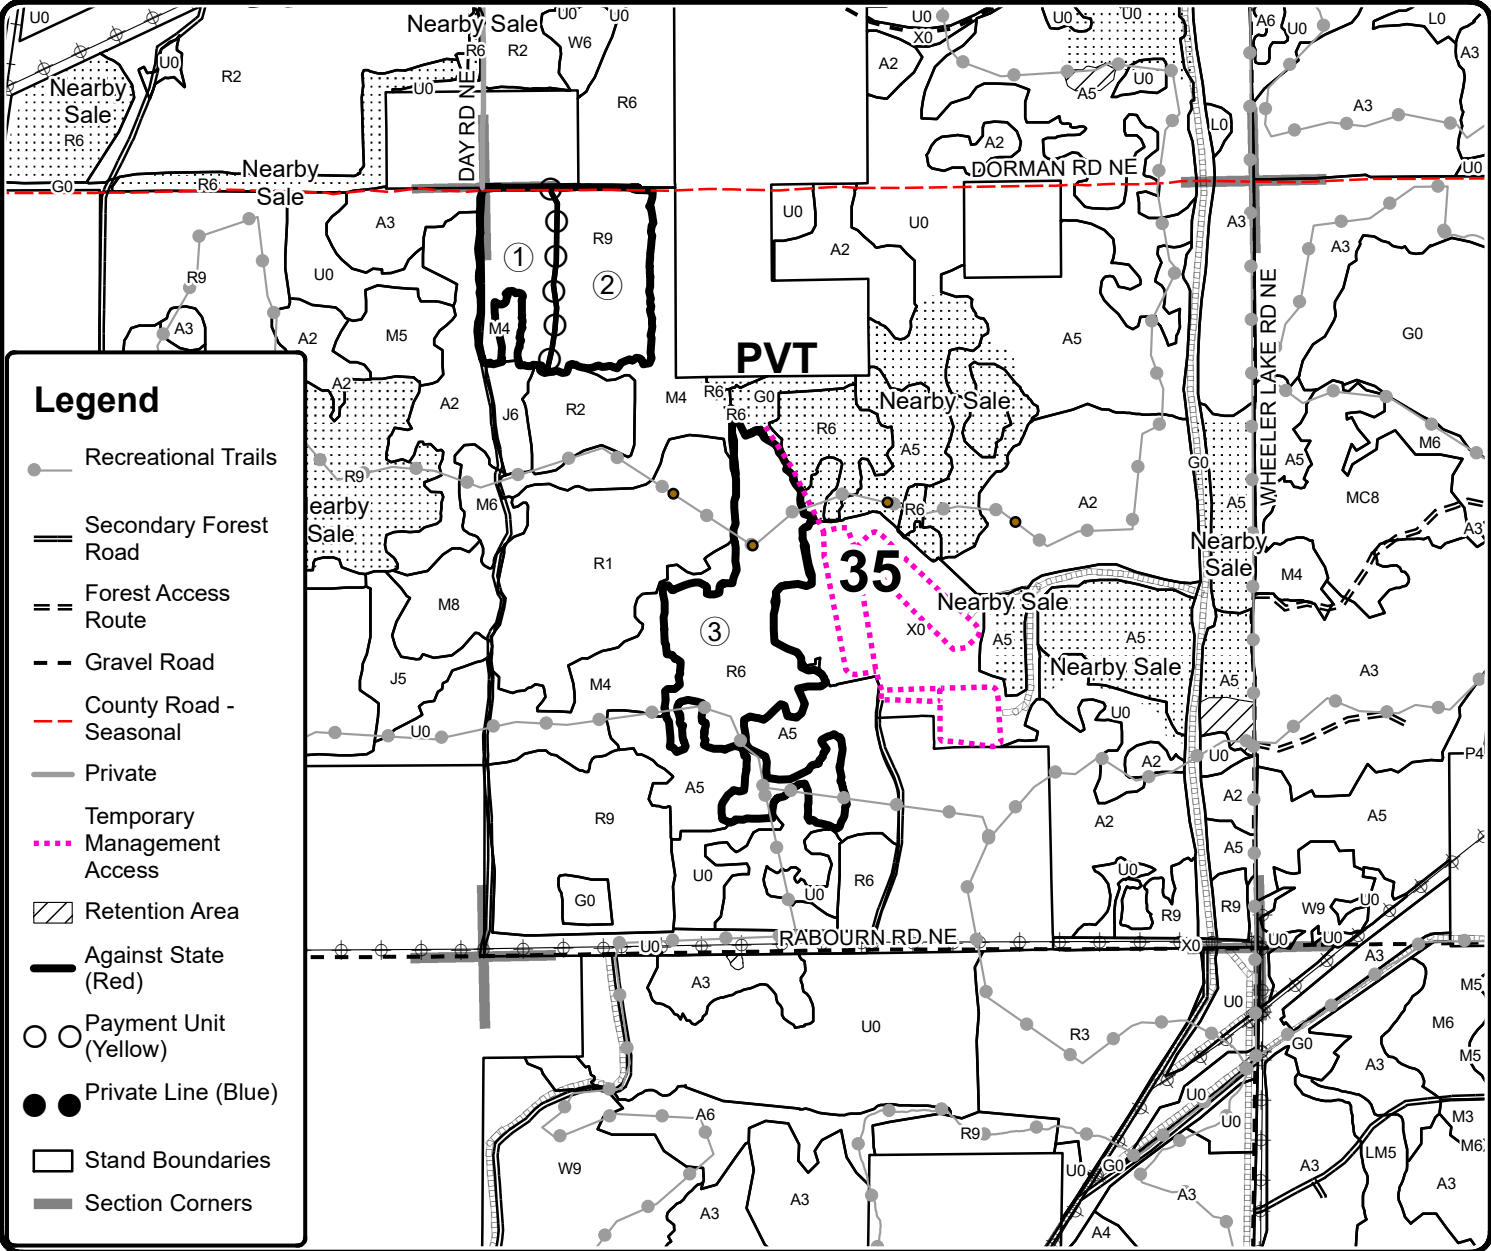 U0
Nearby Sale
U0
U0
U0
U0
U0
A6
U0
L0
R6
R2
W6
X0
A3
U0
R2
A2
U0
Nearby
Sale
U0
A5
R6
A3
R6
DAY RD NE
L0
A2
Nearby
Sale
DORMAN RD NE
U0
G0
R6
A3
U0
U0
A3
R9
A2
A3
1
2
R9
U0
WHEELER LAKE RD NE
A3
M4
A2
M5
A5
G0
PVT
A2
R6
G0
M4
A2
J6
R2
R6
R6
Nearby Sale
M6
A5
G0
A5
R9
MC8
M6
R6
A2
A5
earby
Sale
A3
Nearby
Sale
R1
35
M4
M8
Nearby Sale
3
X0
A5
A5
Nearby Sale
J5
M4
R6
A5
A3
U0
A5
U0
U0
A2
P4
A5
A2
R9
A2
A5
A5
U0
U0
R6
U0
G0
R9
R9
W9
U0
RABOURN RD NE
U0
X0
U0
U0
A3
A3
M5
U0
U0
R3
M6
G0
M5
A3
U0
A6
U0
M3
R9
M6
W9
U0
G0
A3
LM5
A3
A3
A3
A3
A4
Legend
Recreational Trails
Secondary Forest
Road
Forest Access
Route
Gravel Road
County Road -
Seasonal
Private
Temporary
Management
Access
Retention Area
Against State
(Red)
Payment Unit
(Yellow)
Private Line (Blue)
Stand Boundaries
Section Corners